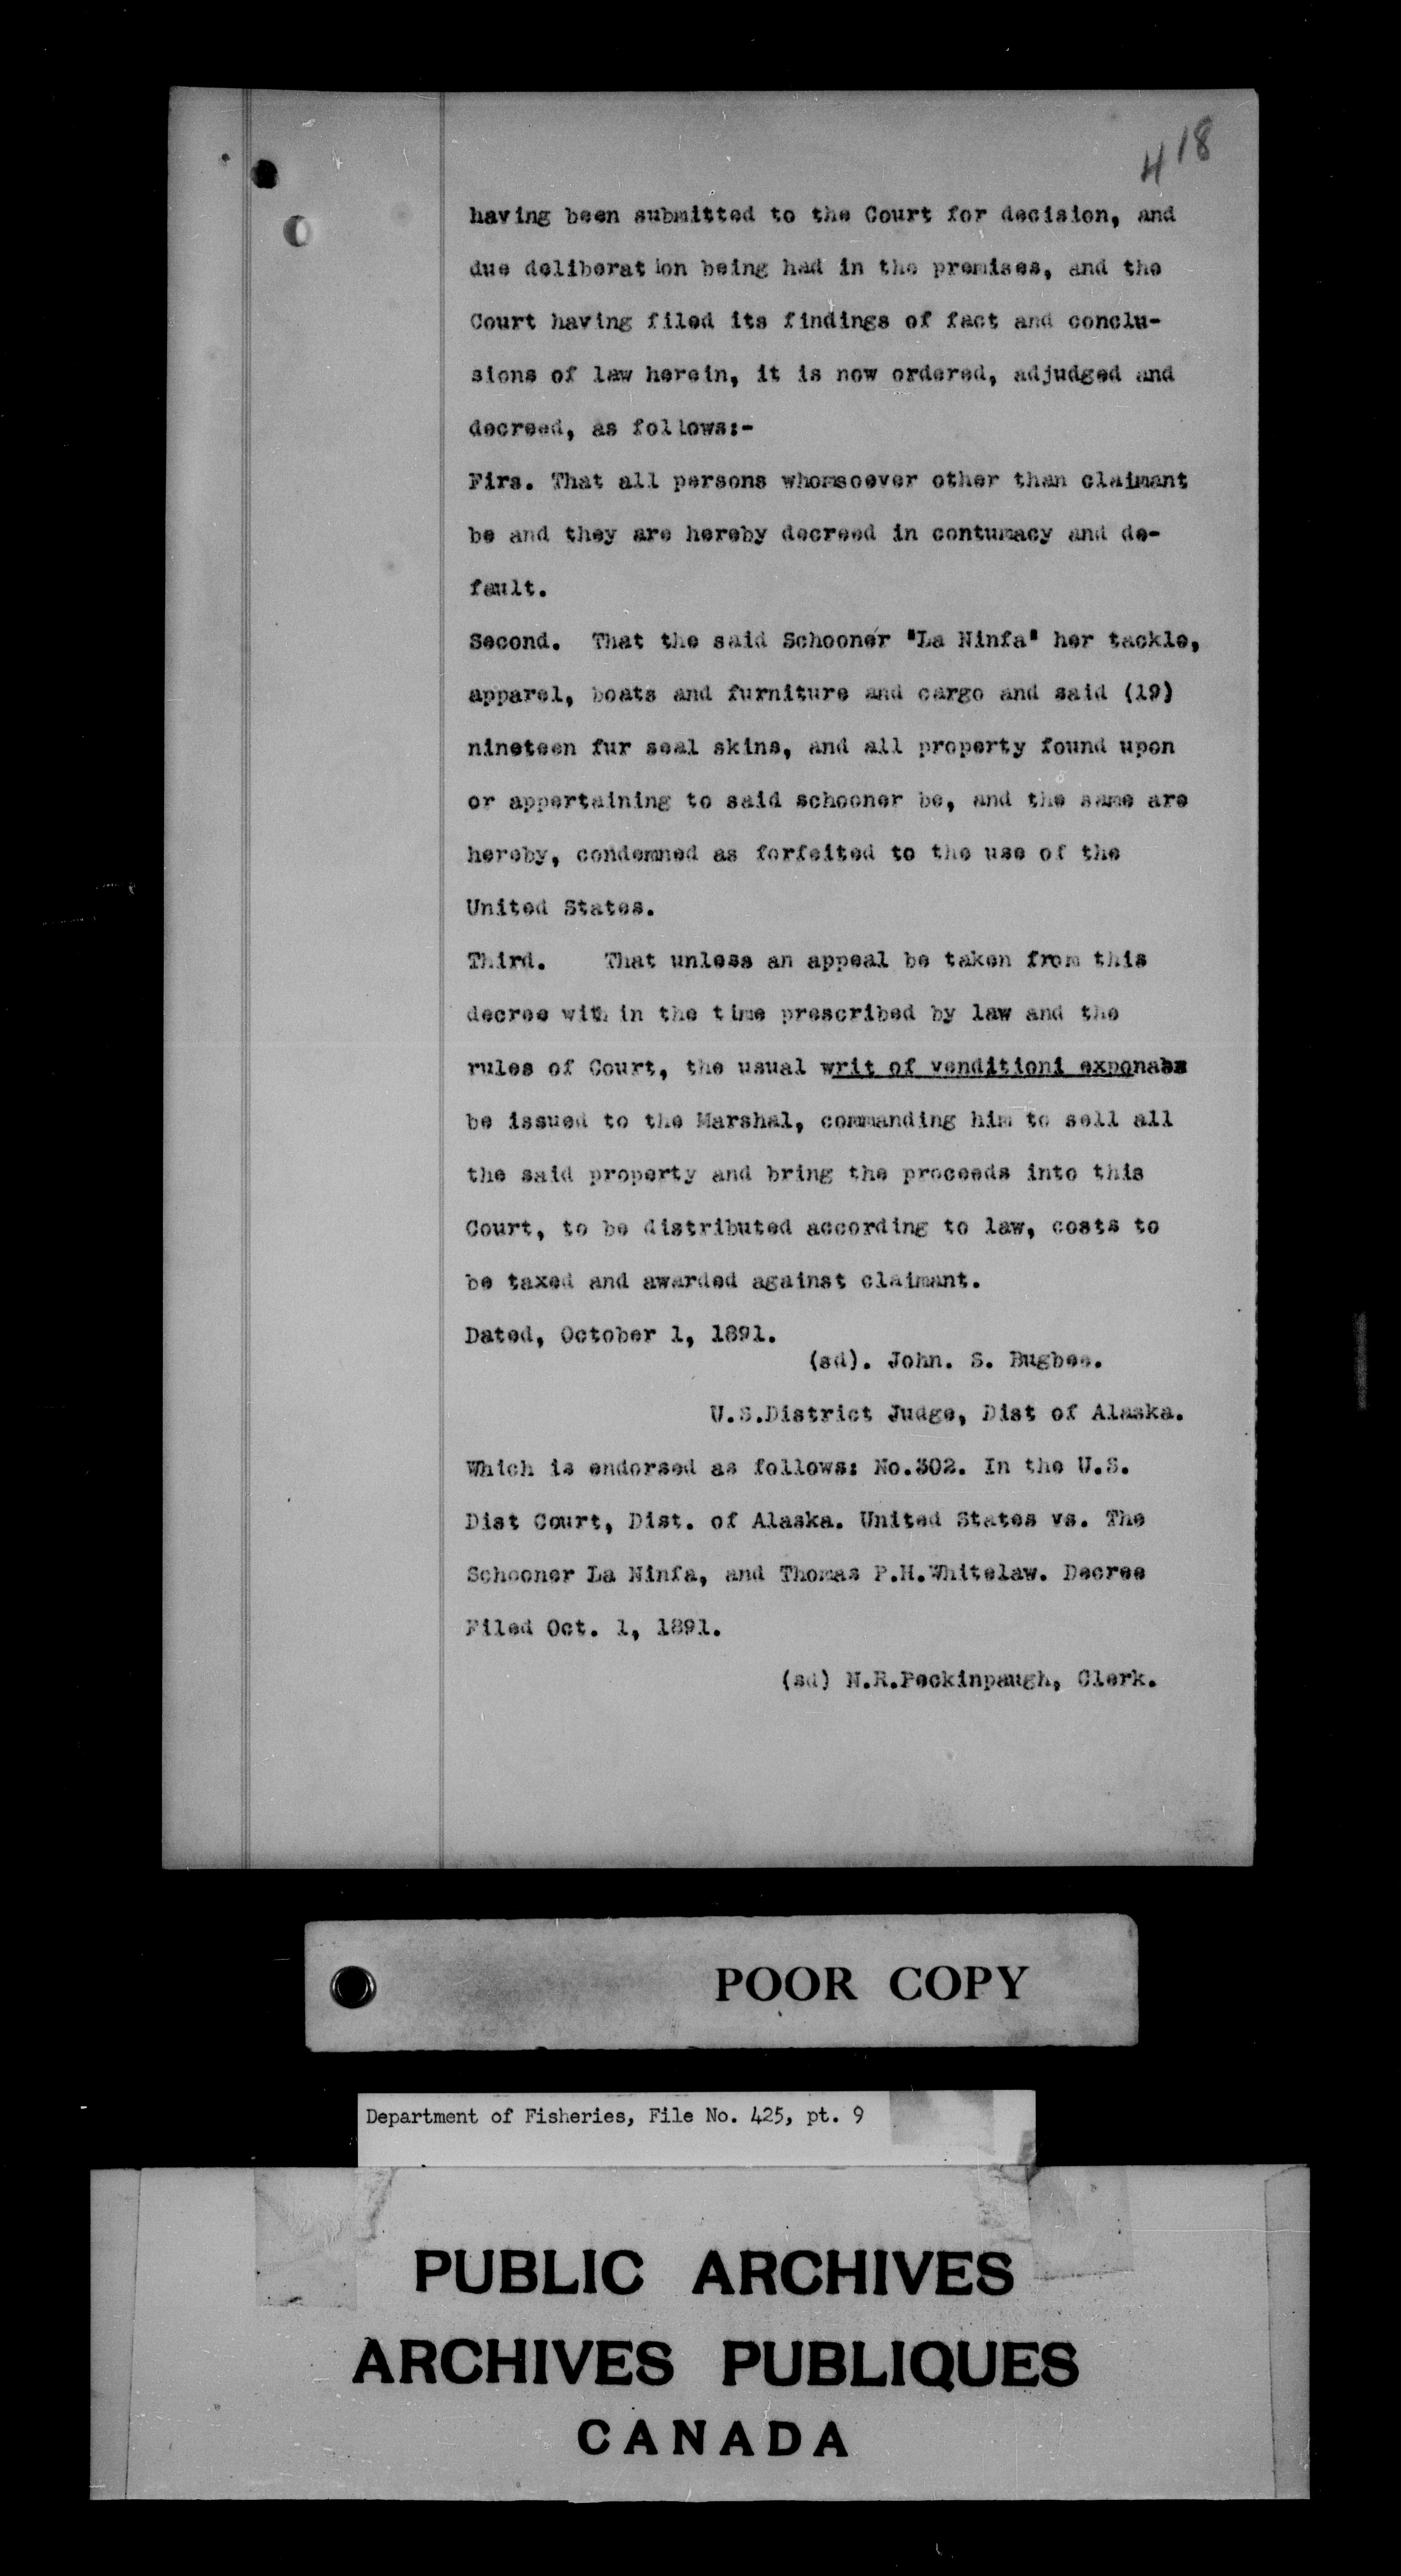 418
having been submitted to the Court for decision, and
due deliberation being had in the premises, and the
Court having filed its findings of fact and conclu-
sions of law herein, it is now ordered, adjudged and
decreed, as follows:-
Firs. That all persons whomsoever other than claimant
be and they are hereby decreed in contumacy and de-
fault.
Second. That the said Schooner "La Ninfa" her tackle,
apparel, boats and furniture and cargo and said (19)
nineteen fur seal skins, and all property found upon
or appertaining to said schooner be, and the same are
hereby, condemned as forfeited to the use of the
United States.
Third. That unless an appeal be taken from this
decree within the time prescribed by law and the
rules of Court, the usual writ of venditioni exponas
be issued to the Marshal, commanding him to sell all
the said property and bring the proceeds into this
Court, to be distributed according to law, costs to
be taxed and awarded against claimant.
Dated, October 1, 1891.
(sd). John. S. Bugbee.
U.S.District Judge, Dist of Alaska.
Which is endorsed as follows: No.302. In the U.S.
Dist Court, Dist. of Alaska. United States vs. The
Schooner La Ninfa, and Thomas P.H.Whitelaw. Decree
Filed Oct. 1, 1891.
(sd) N.R.Peckinpaugh, Clerk.
POOR COPY
Department of Fisheries, File No. 425, pt. 9
PUBLIC ARCHIVES
ARCHIVES PUBLIQUES
CANADA